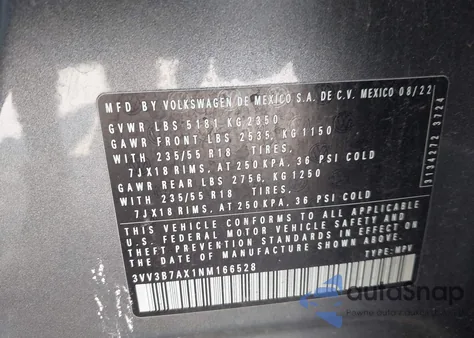 MFD BY VOLKSWAGEN DE MEXICO S.A. DE C.V. MEXICO 08/22
GVWR LBS 5181 KG 2350
GAWR FRONT LBS 2535, KG 1150
WITH 235/55 R18 TIRES,
7JX18 RIMS, AT 250 KPA, 36 PSI COLD
GAWR REAR LBS 2756, KG 1250
WITH 235/55 R18 TIRES,
7JX18 RIMS, AT 250 KPA, 36 PSI COLD
THIS VEHICLE CONFORMS TO ALL APPLICABLE
U.S. FEDERAL MOTOR VEHICLE SAFETY AND
THEFT PREVENTION STANDARDS IN EFFECT ON
THE DATE OF MANUFACTURE SHOWN ABOVE.
3VV3B7AX1NM166528 TYPE: MPV
3134272 3724
autoSnap